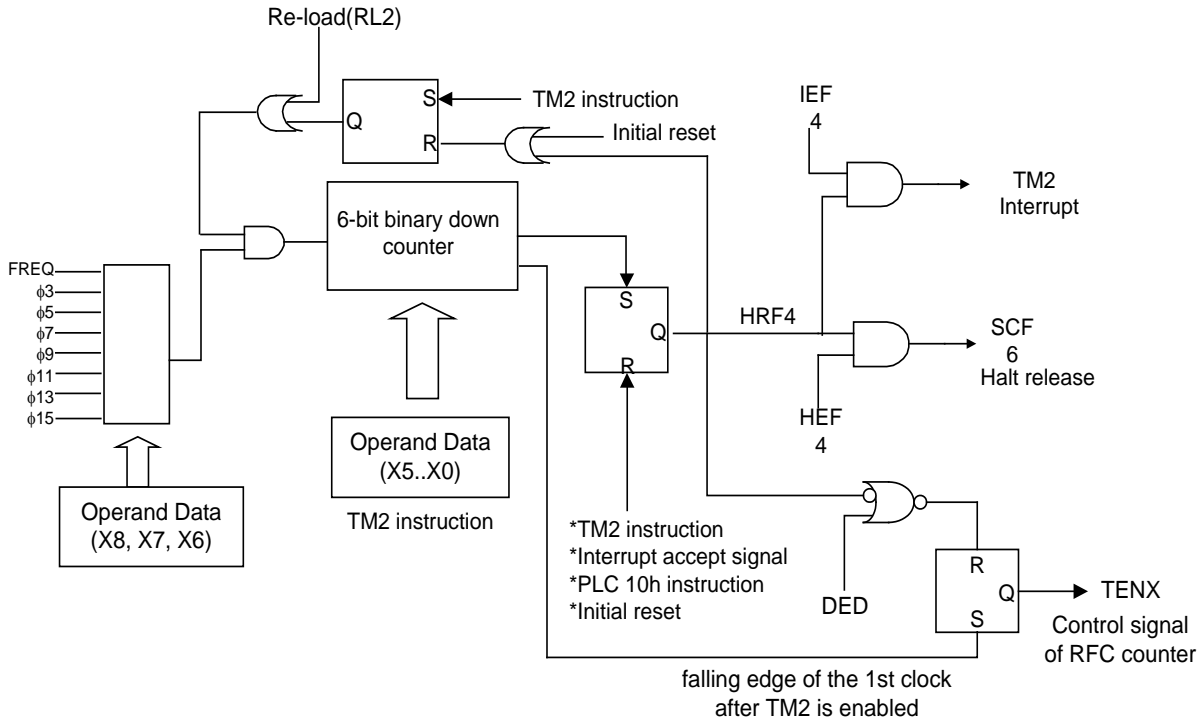 Re-load(RL2)
S
TM2 instruction
Q
R
Initial reset
IEF
4
TM2
Interrupt
6-bit binary down
counter
FREQ
ϕ3
ϕ5
ϕ7
ϕ9
ϕ11
ϕ13
ϕ15
S
Q
R
HRF4
SCF
6
Halt release
HEF
4
Operand Data
(X8, X7, X6)
Operand Data
(X5..X0)
TM2 instruction
*TM2 instruction
*Interrupt accept signal
*PLC 10h instruction
*Initial reset
DED
R
Q
S
TENX
Control signal
of RFC counter
falling edge of the 1st clock
after TM2 is enabled